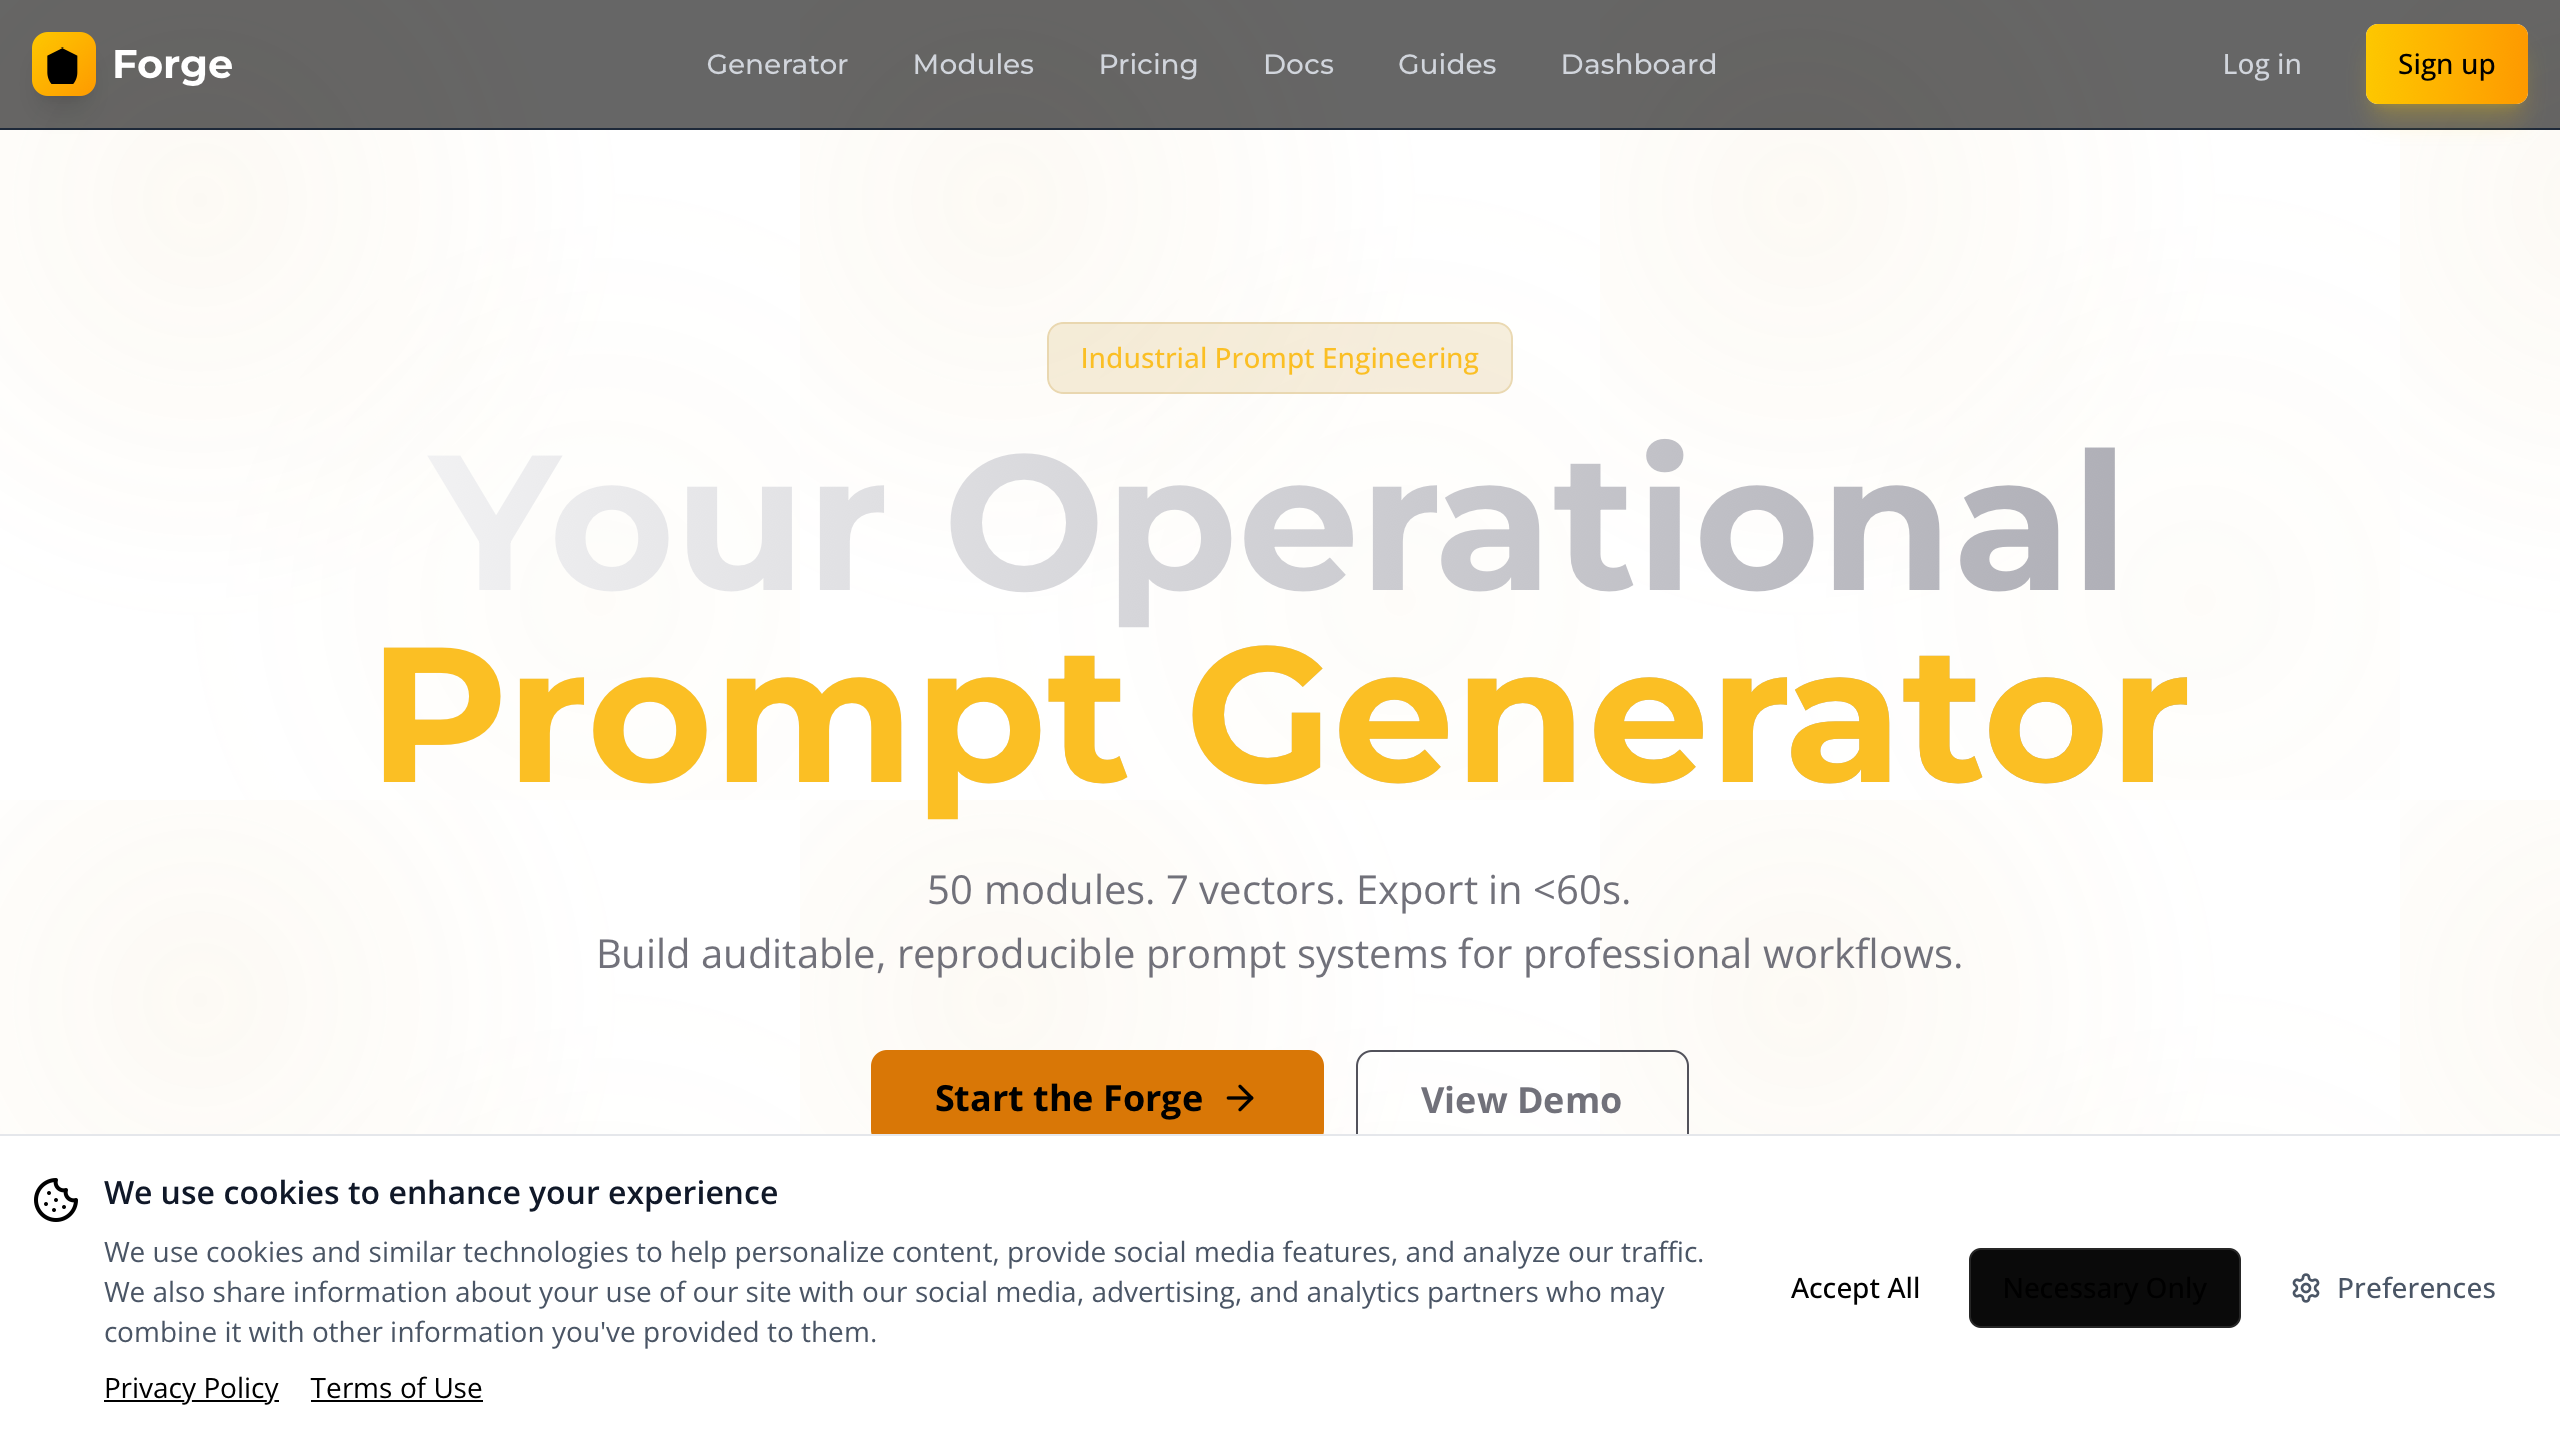 Forge
Generator
Modules
Pricing
Docs
Guides
Dashboard
Log in
Sign up
Industrial Prompt Engineering
Your Operational
Prompt Generator
50 modules. 7 vectors. Export in <60s.
Build auditable, reproducible prompt systems for professional workflows.
Start the Forge
View Demo
We use cookies to enhance your experience
We use cookies and similar technologies to help personalize content, provide social media features, and analyze our traffic.
We also share information about your use of our site with our social media, advertising, and analytics partners who may
combine it with other information you've provided to them.
Privacy Policy
Terms of Use
Accept All
Necessary Only
Preferences